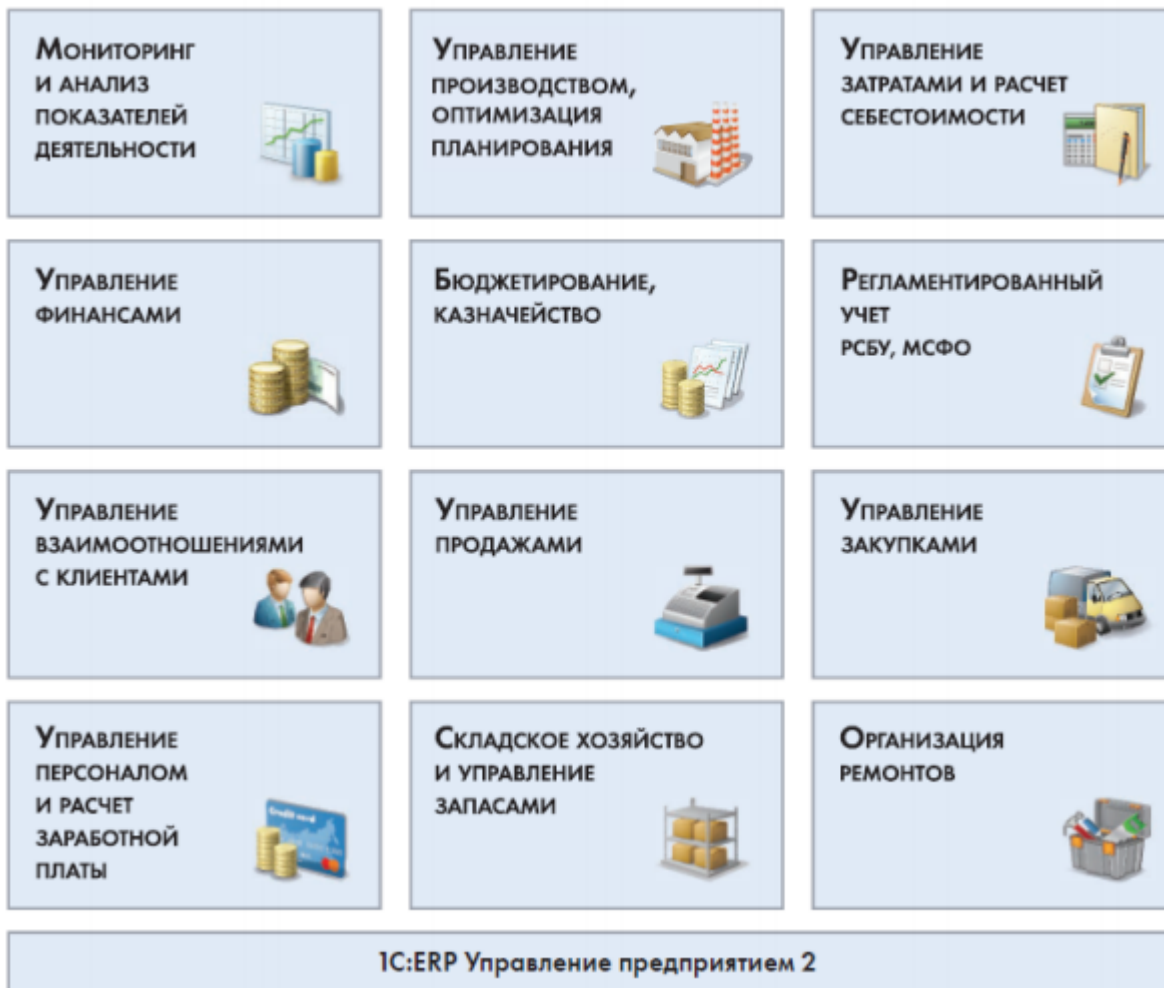 Мониторинг
и анализ
показателей
деятельности
Управление
производством,
оптимизация
планирования
Управление
затратами и расчет
себестоимости
Управление
финансами
Бюджетирование,
казначейство
Регламентированный
учет
РСБУ, МСФО
Управление
взаимоотношениями
с клиентами
Управление
продажами
Управление
закупками
Управление
персоналом
и расчет
заработной
платы
Credit card
Складское хозяйство
и управление
запасами
Организация
ремонтов
1С:ERP Управление предприятием 2